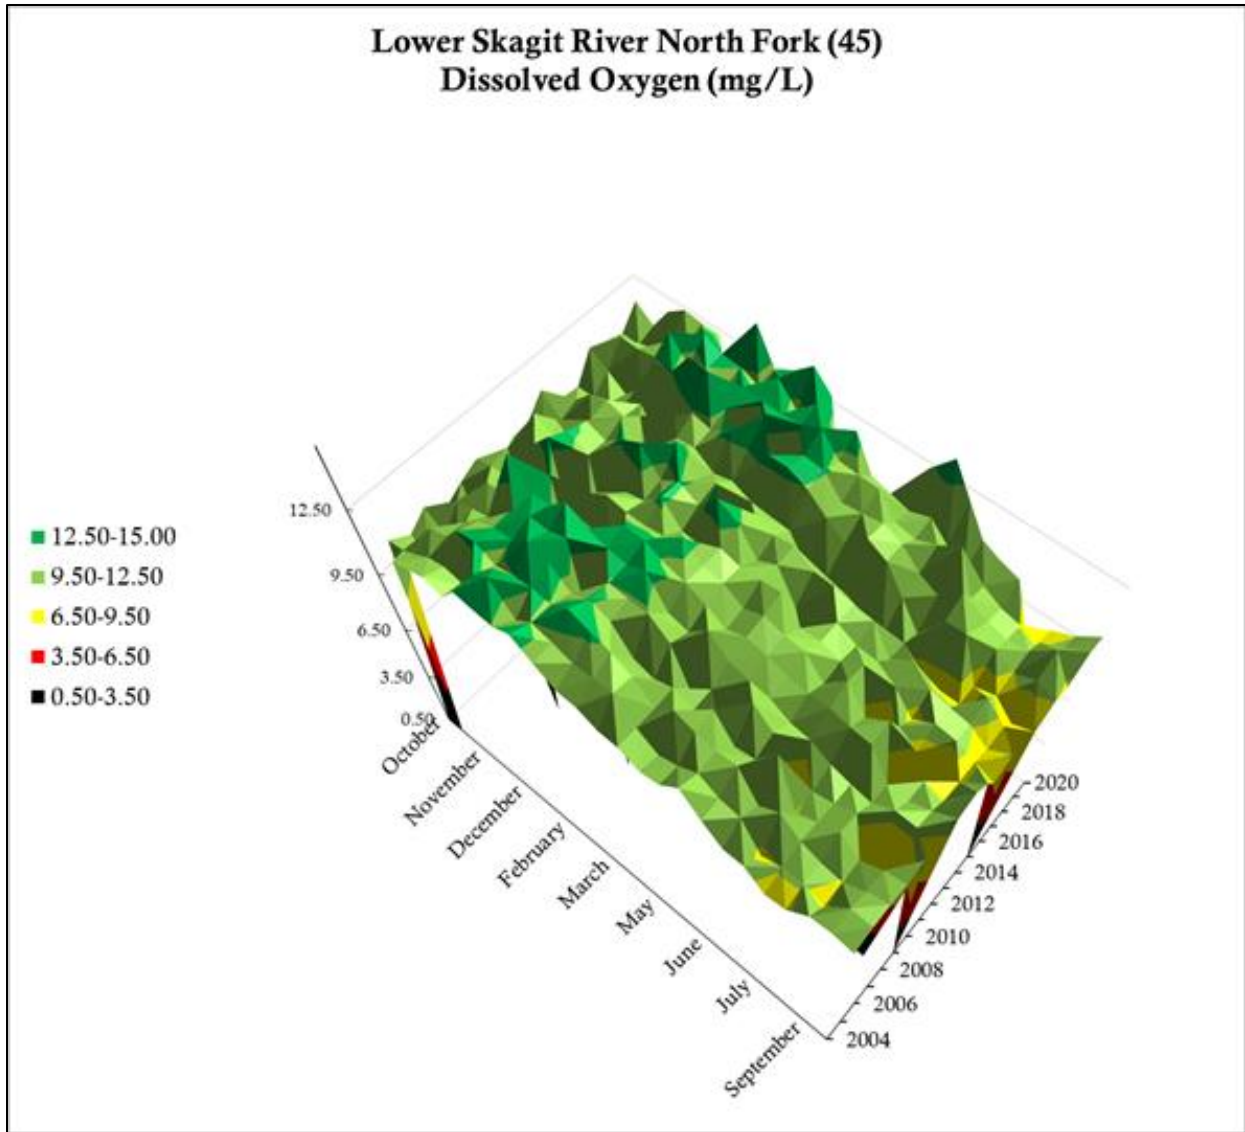 Lower Skagit River North Fork (45)
Dissolved Oxygen (mg/L)
12.50
9.50
6.50
3.50
0.50
12.50-15.00
9.50-12.50
6.50-9.50
3.50-6.50
0.50-3.50
October
November
December
February
March
May
June
July
September
2020
2018
2016
2014
2012
2010
2008
2006
2004